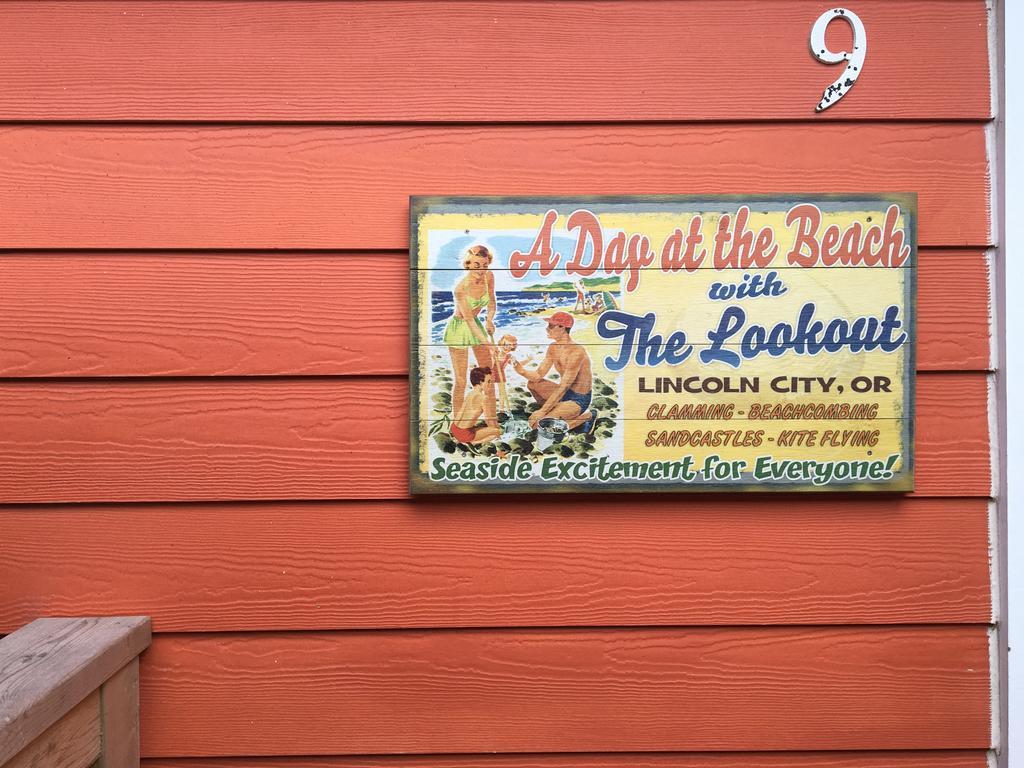 9
A Day at the Beach
with
The Lookout
LINCOLN CITY, OR
CLAMMING - BEACHCOMBING
SANDCASTLES - KITE FLYING
Seaside Excitement for Everyone!